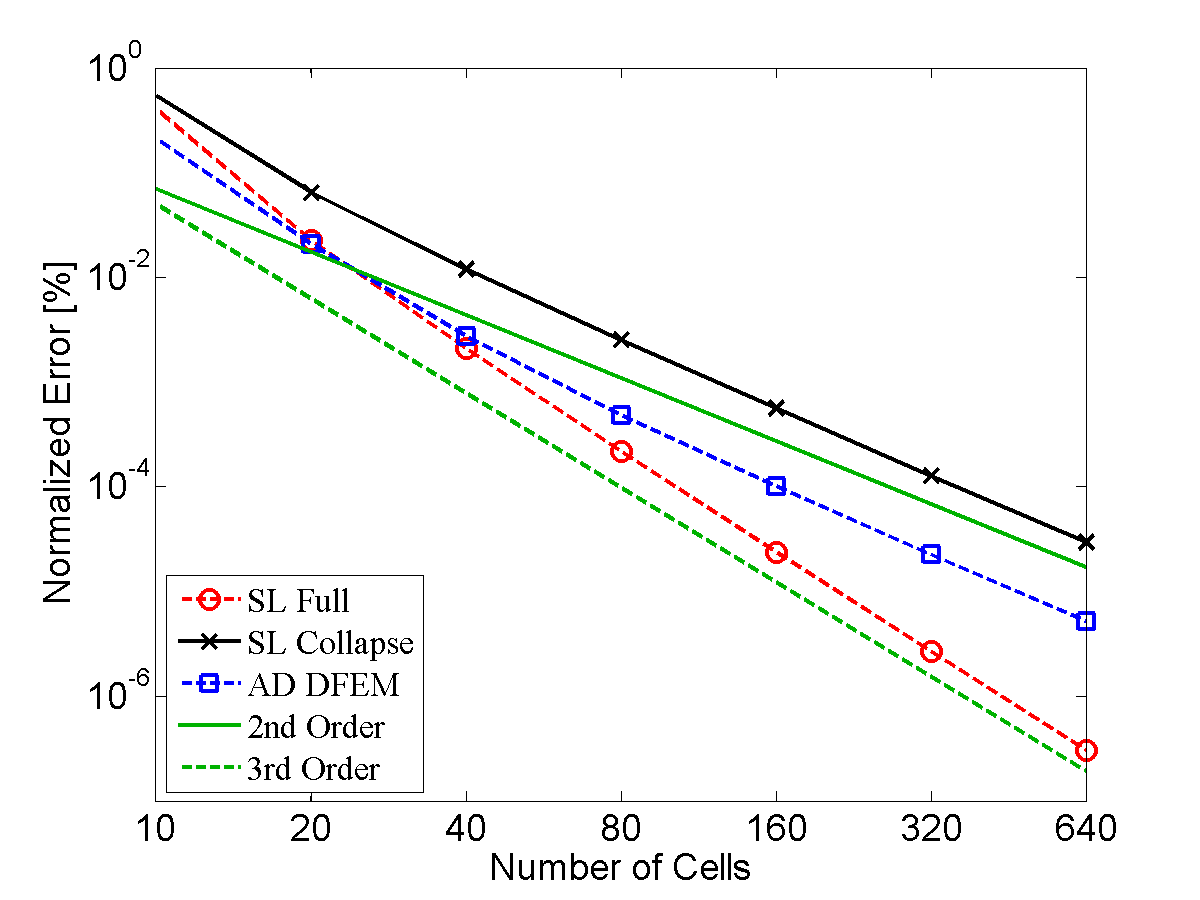 10^0
10^-2
10^-4
10^-6
Normalized Error [%]
SL Full
SL Collapse
AD DFEM
2nd Order
3rd Order
10 20 40 80 160 320 640
Number of Cells